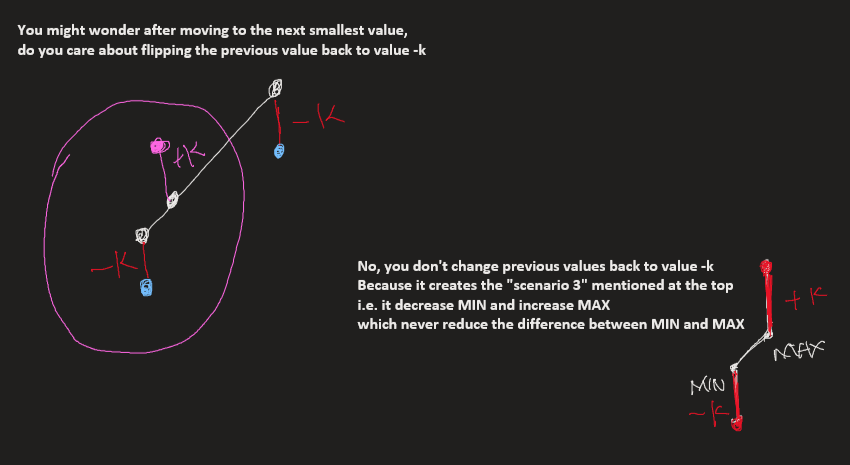 You might wonder after moving to the next smallest value,
do you care about flipping the previous value back to value -k
-K
+K
-K
No, you don't change previous values back to value -k
Because it creates the "scenario 3" mentioned at the top
i.e. it decrease MIN and increase MAX
which never reduce the difference between MIN and MAX
+K
MAX
MIN
-K